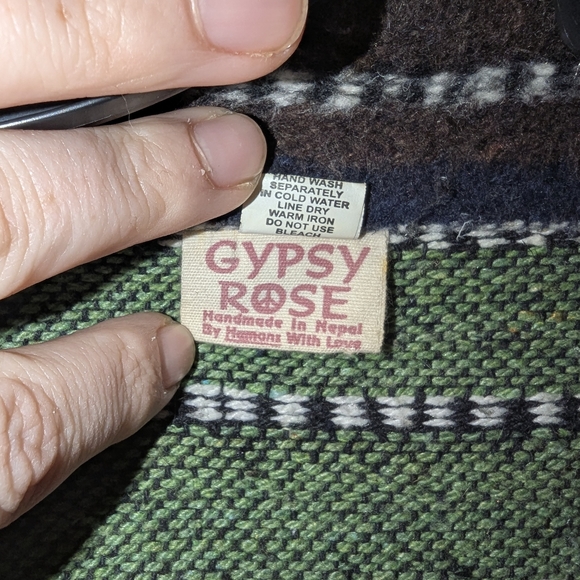 HAND WASH
SEPARATELY
IN COLD WATER
LINE DRY
WARM IRON
DO NOT USE
BLEACH
GYPSY
ROSE
Handmade in Nepal
By Humans With Love